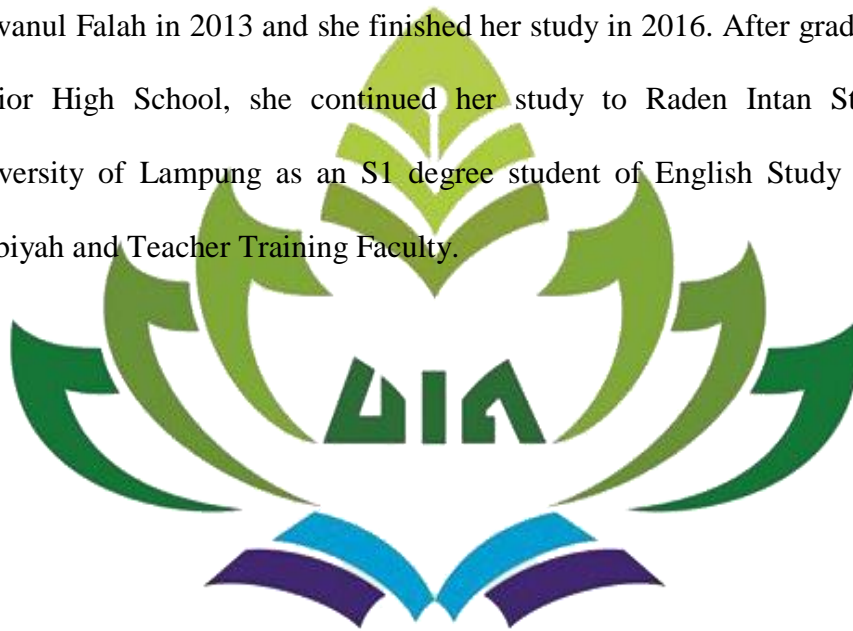 vanul Falah in 2013 and she finished her study in 2016. After grad
ior High School, she continued her study to Raden Intan St
versity of Lampung as an S1 degree student of English Study
biyah and Teacher Training Faculty.
UIN